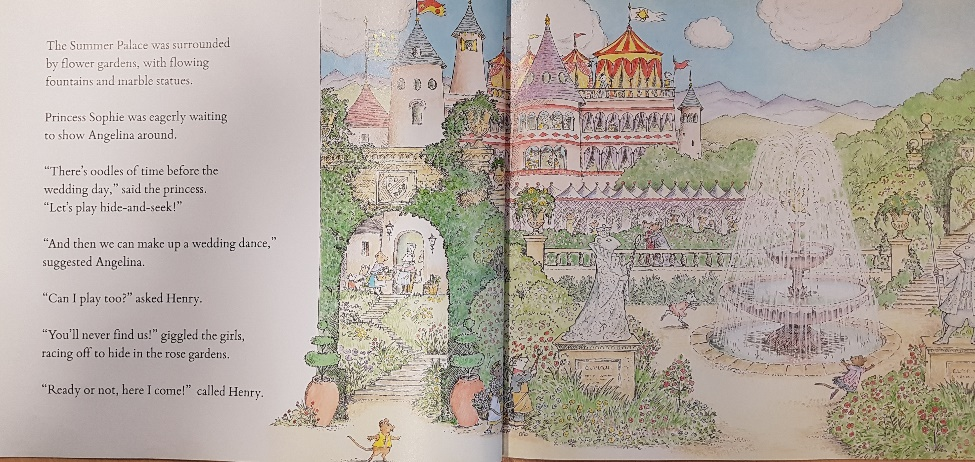 The Summer Palace was surrounded
by flower gardens, with flowing
fountains and marble statues.
Princess Sophie was eagerly waiting
to show Angelina around.
“There’s oodles of time before the
wedding day,” said the princess.
“Let’s play hide-and-seek!”
“And then we can make up a wedding dance,”
suggested Angelina.
“Can I play too?” asked Henry.
“You’ll never find us!” giggled the girls,
racing off to hide in the rose gardens.
“Ready or not, here I come!” called Henry.